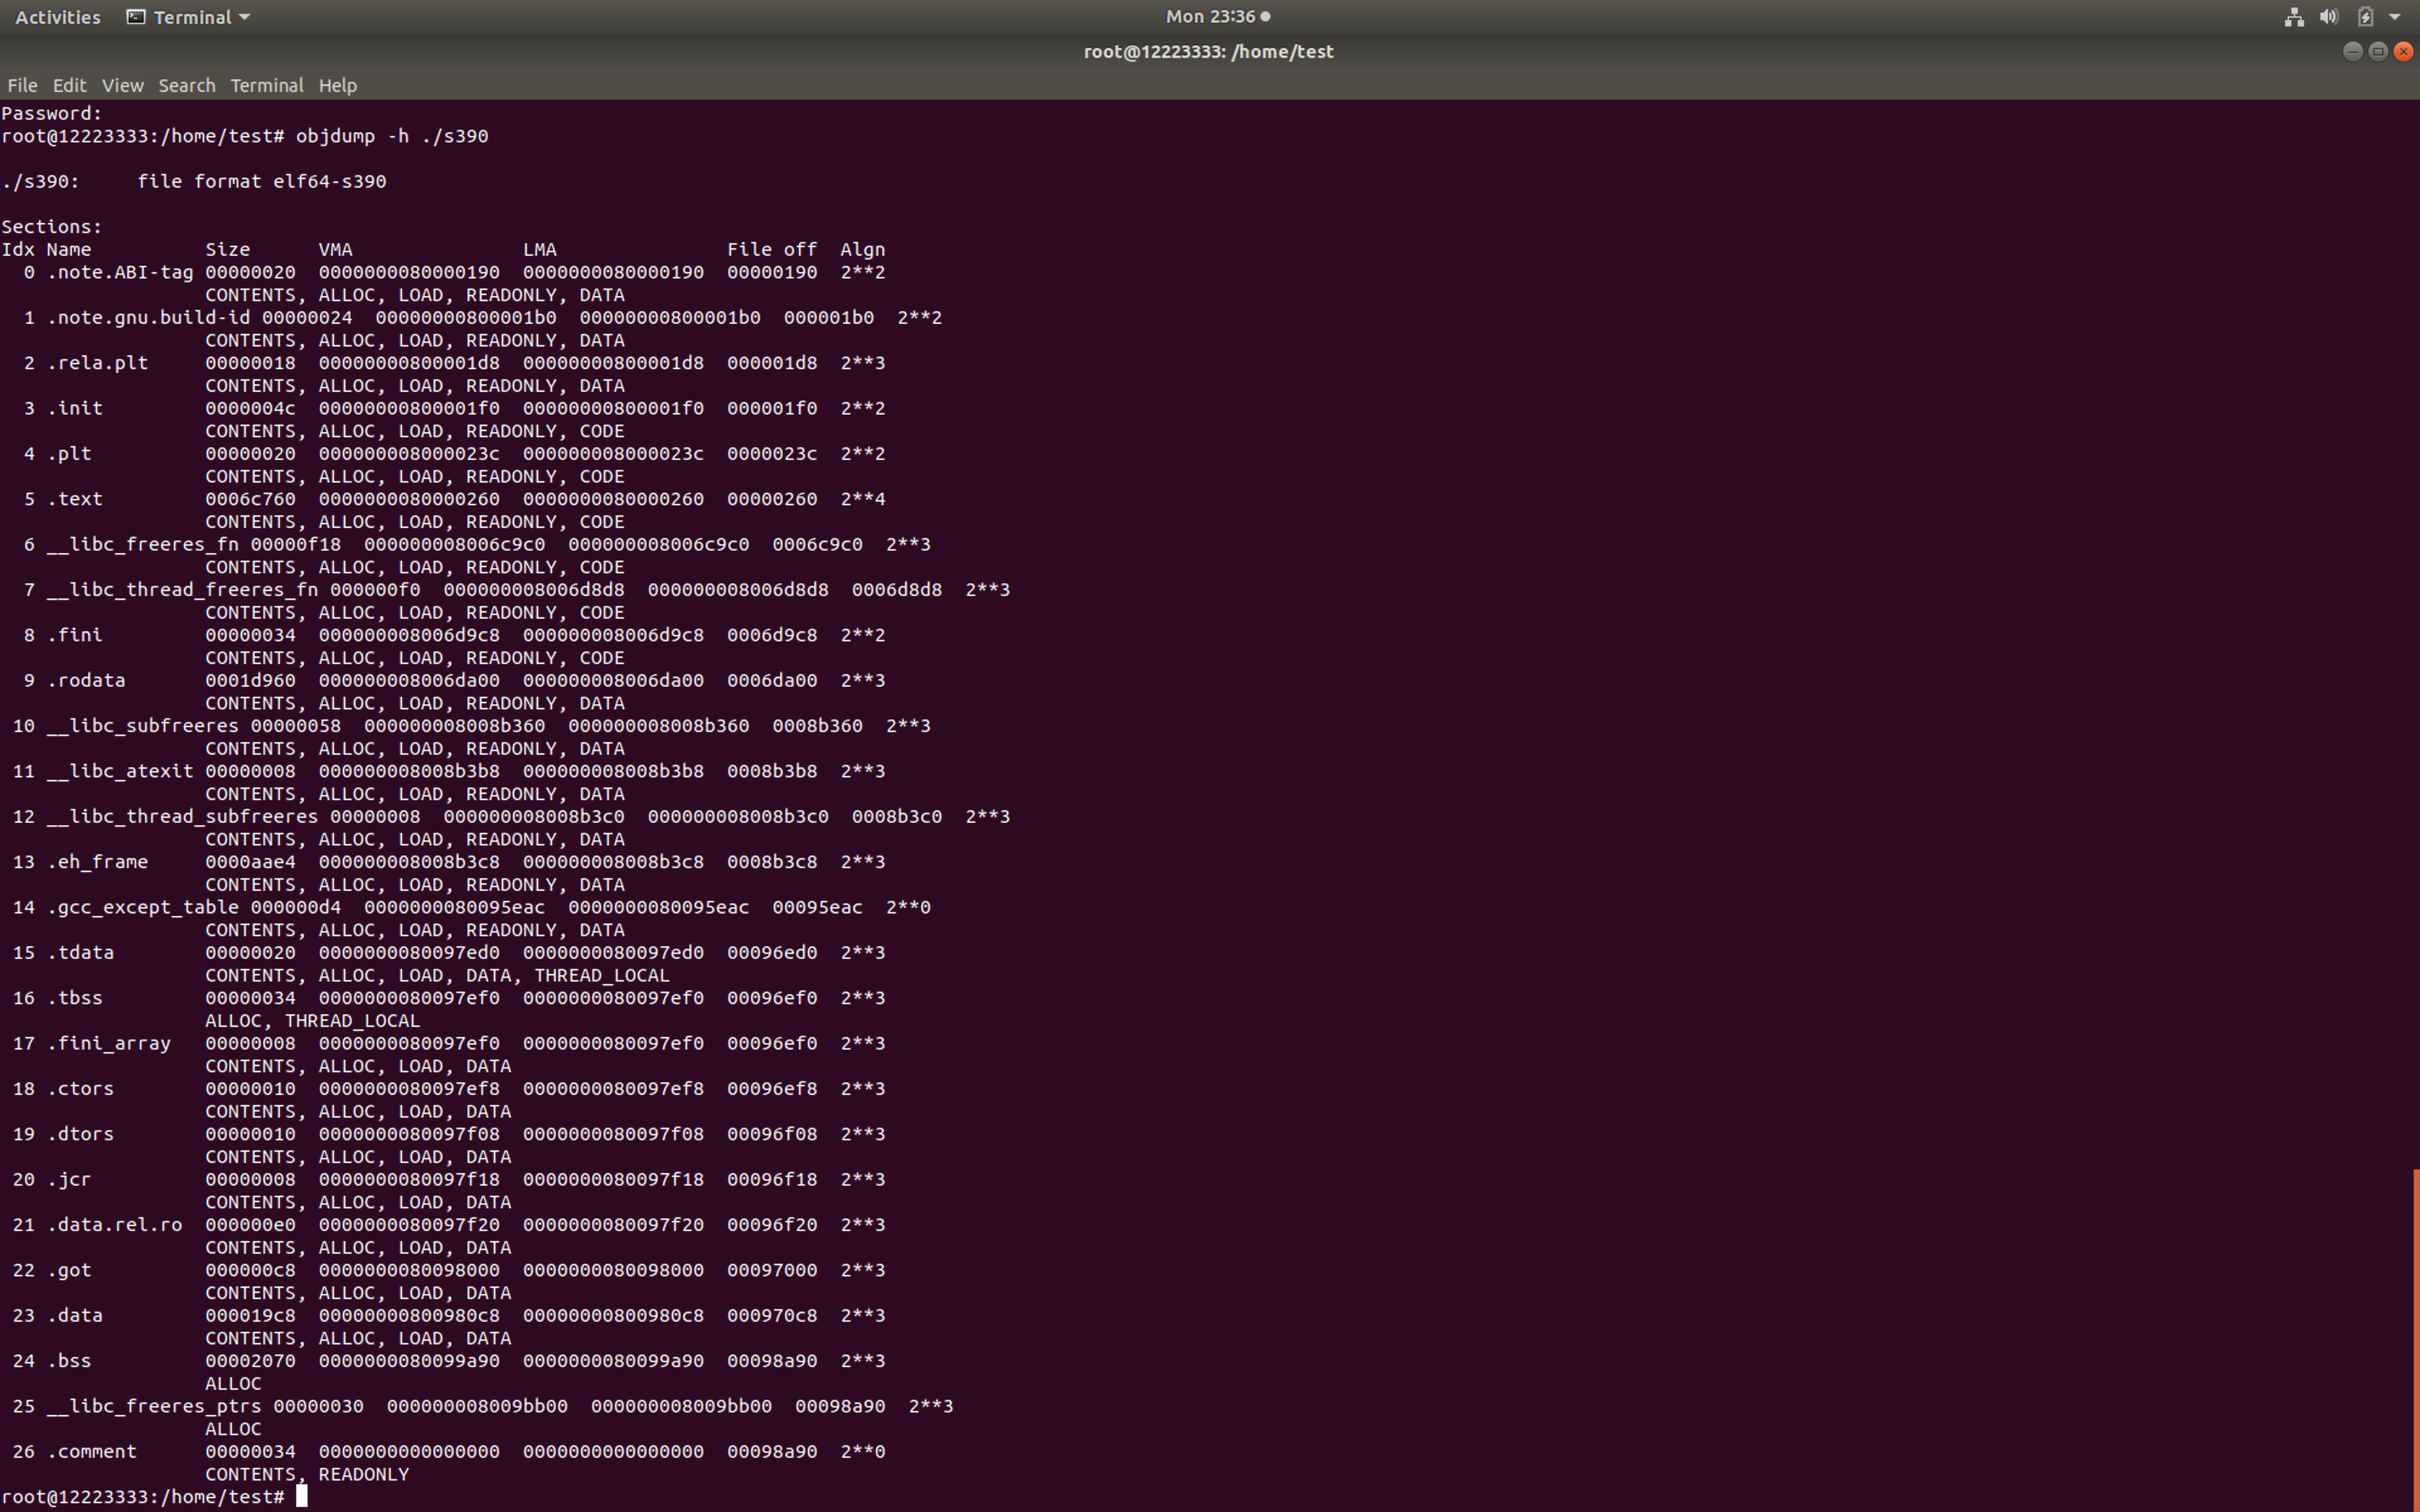 Activities Terminal Mon 23:36
root@12223333: /home/test
File Edit View Search Terminal Help
Password:
root@12223333:/home/test# objdump -h ./s390
./s390:     file format elf64-s390
Sections:
Idx Name          Size      VMA               LMA               File off  Algn
  0 .note.ABI-tag 00000020  0000000080000190  0000000080000190  00000190  2**2
                  CONTENTS, ALLOC, LOAD, READONLY, DATA
  1 .note.gnu.build-id 00000024  00000000800001b0  00000000800001b0  000001b0  2**2
                  CONTENTS, ALLOC, LOAD, READONLY, DATA
  2 .rela.plt     00000018  00000000800001d8  00000000800001d8  000001d8  2**3
                  CONTENTS, ALLOC, LOAD, READONLY, DATA
  3 .init         0000004c  00000000800001f0  00000000800001f0  000001f0  2**2
                  CONTENTS, ALLOC, LOAD, READONLY, CODE
  4 .plt          00000020  000000008000023c  000000008000023c  0000023c  2**2
                  CONTENTS, ALLOC, LOAD, READONLY, CODE
  5 .text         0006c760  0000000080000260  0000000080000260  00000260  2**4
                  CONTENTS, ALLOC, LOAD, READONLY, CODE
  6 __libc_freeres_fn 00000f18  000000008006c9c0  000000008006c9c0  0006c9c0  2**3
                  CONTENTS, ALLOC, LOAD, READONLY, CODE
  7 __libc_thread_freeres_fn 000000f0  000000008006d8d8  000000008006d8d8  0006d8d8  2**3
                  CONTENTS, ALLOC, LOAD, READONLY, CODE
  8 .fini         00000034  000000008006d9c8  000000008006d9c8  0006d9c8  2**2
                  CONTENTS, ALLOC, LOAD, READONLY, CODE
  9 .rodata       0001d960  000000008006da00  000000008006da00  0006da00  2**3
                  CONTENTS, ALLOC, LOAD, READONLY, DATA
 10 __libc_subfreeres 00000058  000000008008b360  000000008008b360  0008b360  2**3
                  CONTENTS, ALLOC, LOAD, READONLY, DATA
 11 __libc_atexit 00000008  000000008008b3b8  000000008008b3b8  0008b3b8  2**3
                  CONTENTS, ALLOC, LOAD, READONLY, DATA
 12 __libc_thread_subfreeres 00000008  000000008008b3c0  000000008008b3c0  0008b3c0  2**3
                  CONTENTS, ALLOC, LOAD, READONLY, DATA
 13 .eh_frame     0000aae4  000000008008b3c8  000000008008b3c8  0008b3c8  2**3
                  CONTENTS, ALLOC, LOAD, READONLY, DATA
 14 .gcc_except_table 000000d4  0000000080095eac  0000000080095eac  00095eac  2**0
                  CONTENTS, ALLOC, LOAD, READONLY, DATA
 15 .tdata        00000020  0000000080097ed0  0000000080097ed0  00096ed0  2**3
                  CONTENTS, ALLOC, LOAD, DATA, THREAD_LOCAL
 16 .tbss         00000034  0000000080097ef0  0000000080097ef0  00096ef0  2**3
                  ALLOC, THREAD_LOCAL
 17 .fini_array   00000008  0000000080097ef0  0000000080097ef0  00096ef0  2**3
                  CONTENTS, ALLOC, LOAD, DATA
 18 .ctors        00000010  0000000080097ef8  0000000080097ef8  00096ef8  2**3
                  CONTENTS, ALLOC, LOAD, DATA
 19 .dtors        00000010  0000000080097f08  0000000080097f08  00096f08  2**3
                  CONTENTS, ALLOC, LOAD, DATA
 20 .jcr          00000008  0000000080097f18  0000000080097f18  00096f18  2**3
                  CONTENTS, ALLOC, LOAD, DATA
 21 .data.rel.ro  000000e0  0000000080097f20  0000000080097f20  00096f20  2**3
                  CONTENTS, ALLOC, LOAD, DATA
 22 .got          000000c8  0000000080098000  0000000080098000  00097000  2**3
                  CONTENTS, ALLOC, LOAD, DATA
 23 .data         000019c8  00000000800980c8  00000000800980c8  000970c8  2**3
                  CONTENTS, ALLOC, LOAD, DATA
 24 .bss          00002070  0000000080099a90  0000000080099a90  00098a90  2**3
                  ALLOC
 25 __libc_freeres_ptrs 00000030  000000008009bb00  000000008009bb00  00098a90  2**3
                  ALLOC
 26 .comment      00000034  0000000000000000  0000000000000000  00098a90  2**0
                  CONTENTS, READONLY
root@12223333:/home/test#